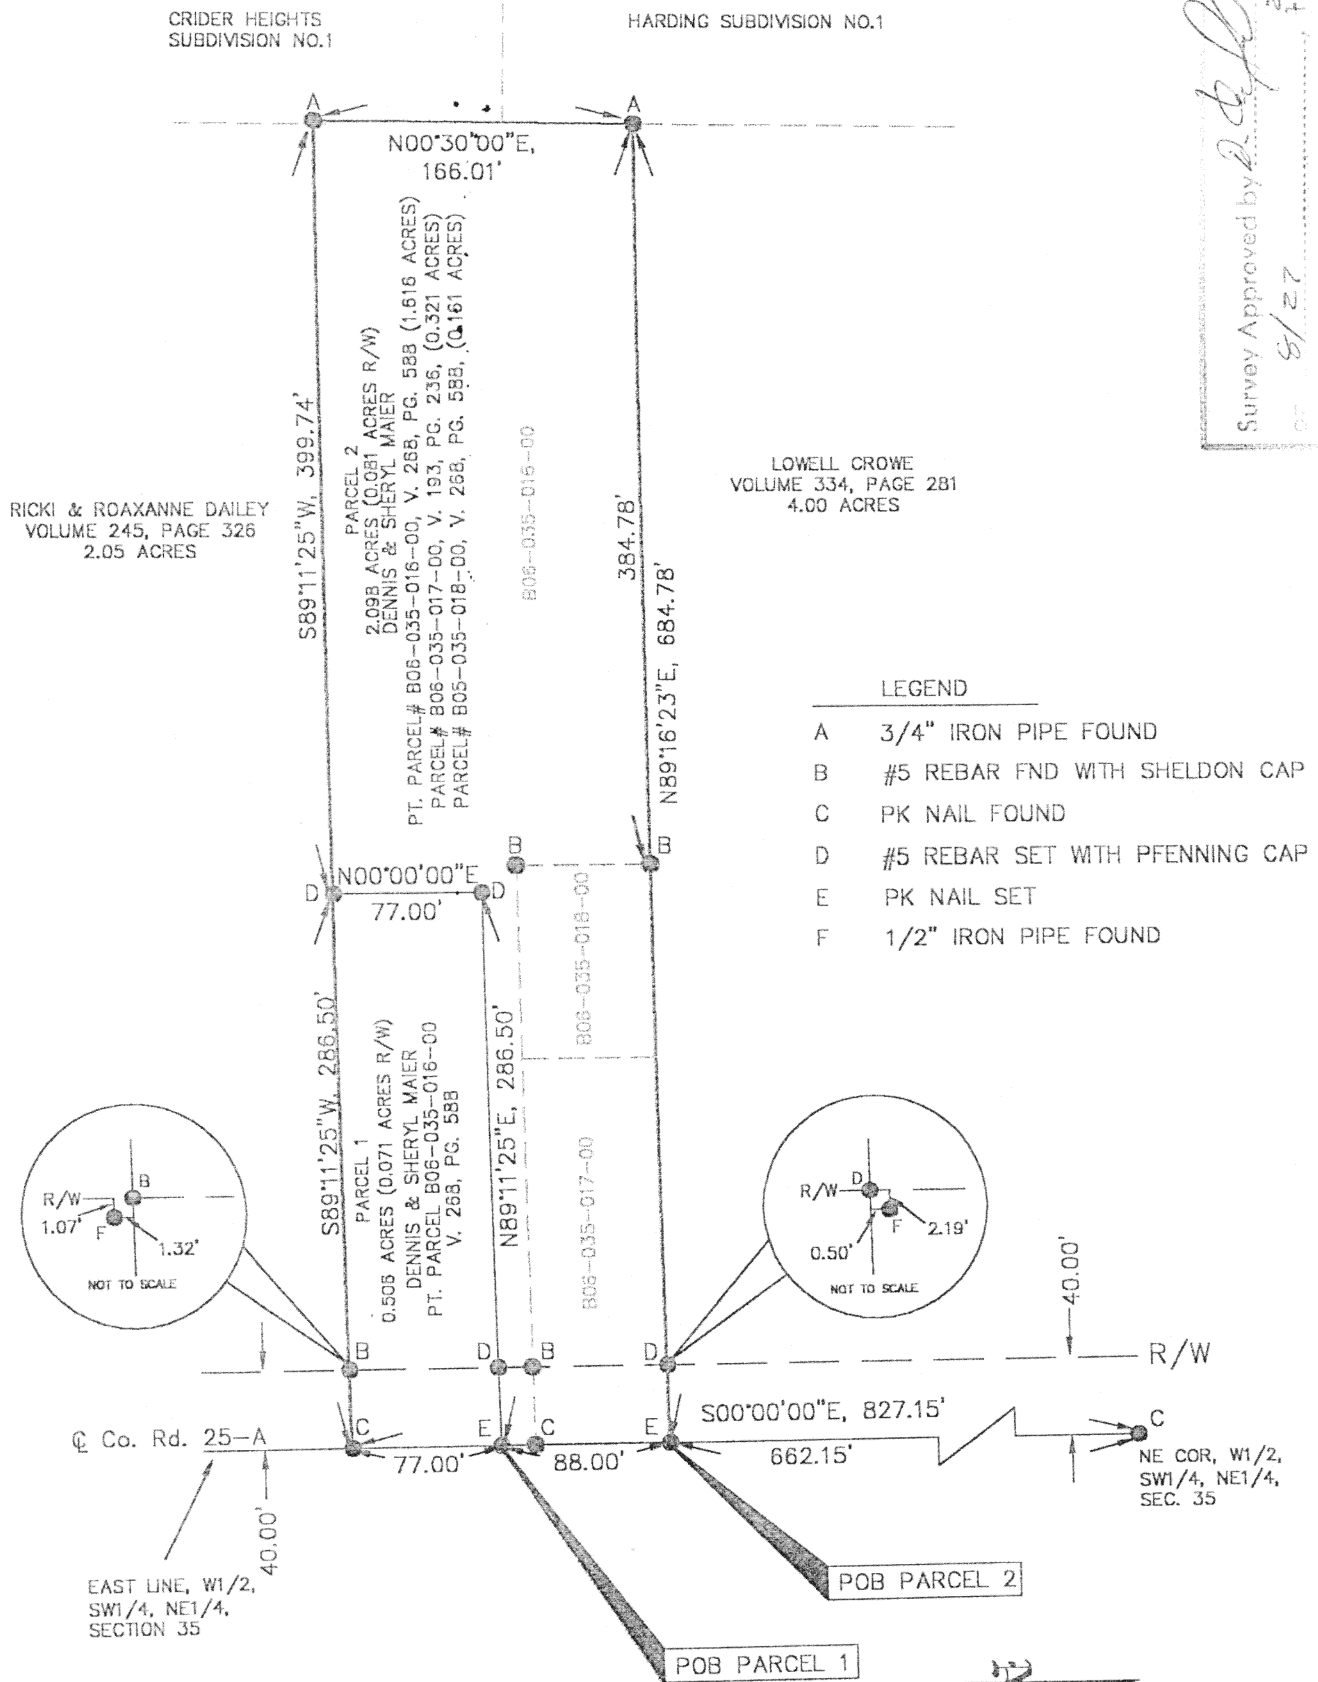 CRIDER HEIGHTS
SUBDIVISION NO.1
HARDING SUBDIVISION NO.1
Survey Approved by
8/27
A
A
N00°30'00"E,
166.01'
S89°11'25"W, 399.74'
PARCEL 2
2.098 ACRES (0.081 ACRES R/W)
DENNIS & SHERYL MAIER
PT. PARCEL# B06-035-016-00, V. 268, PG. 588 (1.616 ACRES)
PARCEL# B06-035-017-00, V. 193, PG. 236, (0.321 ACRES)
PARCEL# B05-035-018-00, V. 268, PG. 588, (0.161 ACRES)
B06-035-016-00
384.78'
N89°16'23"E, 684.78'
RICKI & ROAXANNE DAILEY
VOLUME 245, PAGE 326
2.05 ACRES
LOWELL CROWE
VOLUME 334, PAGE 281
4.00 ACRES
LEGEND
A 3/4" IRON PIPE FOUND
B #5 REBAR FND WITH SHELDON CAP
C PK NAIL FOUND
D #5 REBAR SET WITH PFENNING CAP
E PK NAIL SET
F 1/2" IRON PIPE FOUND
B
B
D
N00°00'00"E
D
77.00'
S89°11'25"W, 286.50'
PARCEL 1
0.506 ACRES (0.071 ACRES R/W)
DENNIS & SHERYL MAIER
PT. PARCEL B06-035-016-00
V. 268, PG. 588
N89°11'25"E, 286.50'
B06-035-018-00
B06-035-017-00
B
R/W
1.07'
F
1.32'
NOT TO SCALE
D
R/W
F
2.19'
0.50'
NOT TO SCALE
40.00'
B
D
B
D
R/W
S00°00'00"E, 827.15'
℄ Co. Rd. 25-A
C
E
C
E
C
77.00'
88.00'
662.15'
NE COR, W1/2,
SW1/4, NE1/4,
SEC. 35
40.00'
EAST LINE, W1/2,
SW1/4, NE1/4,
SECTION 35
POB PARCEL 2
POB PARCEL 1